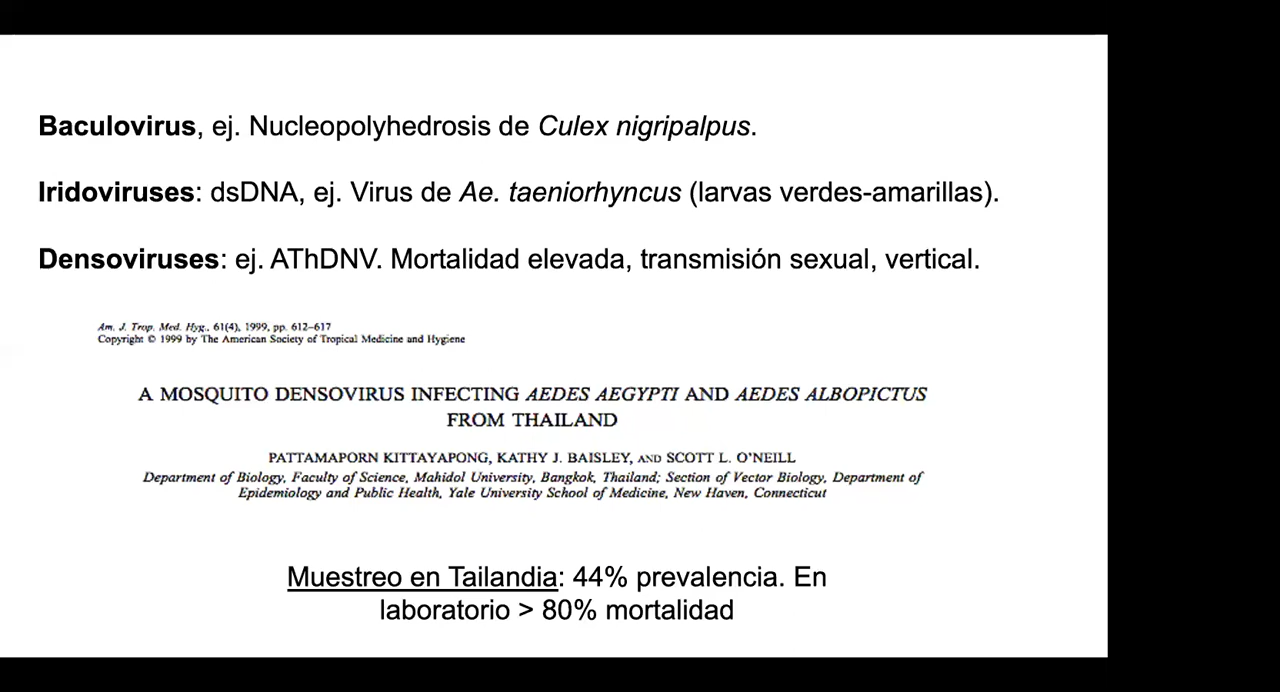 Baculovirus, ej. Nucleopolyhedrosis de Culex nigripalpus.
Iridoviruses: dsDNA, ej. Virus de Ae. taeniorhyncus (larvas verdes-amarillas).
Densoviruses: ej. AThDNV. Mortalidad elevada, transmisión sexual, vertical.
Am. J. Trop. Med. Hyg., 61(4), 1999, pp. 612–617
Copyright © 1999 by The American Society of Tropical Medicine and Hygiene
A MOSQUITO DENSOVIRUS INFECTING AEDES AEGYPTI AND AEDES ALBOPICTUS
FROM THAILAND
PATTAMAPORN KITTAYAPONG, KATHY J. BAISLEY, AND SCOTT L. O'NEILL
Department of Biology, Faculty of Science, Mahidol University, Bangkok, Thailand; Section of Vector Biology, Department of
Epidemiology and Public Health, Yale University School of Medicine, New Haven, Connecticut
Muestreo en Tailandia: 44% prevalencia. En
laboratorio > 80% mortalidad